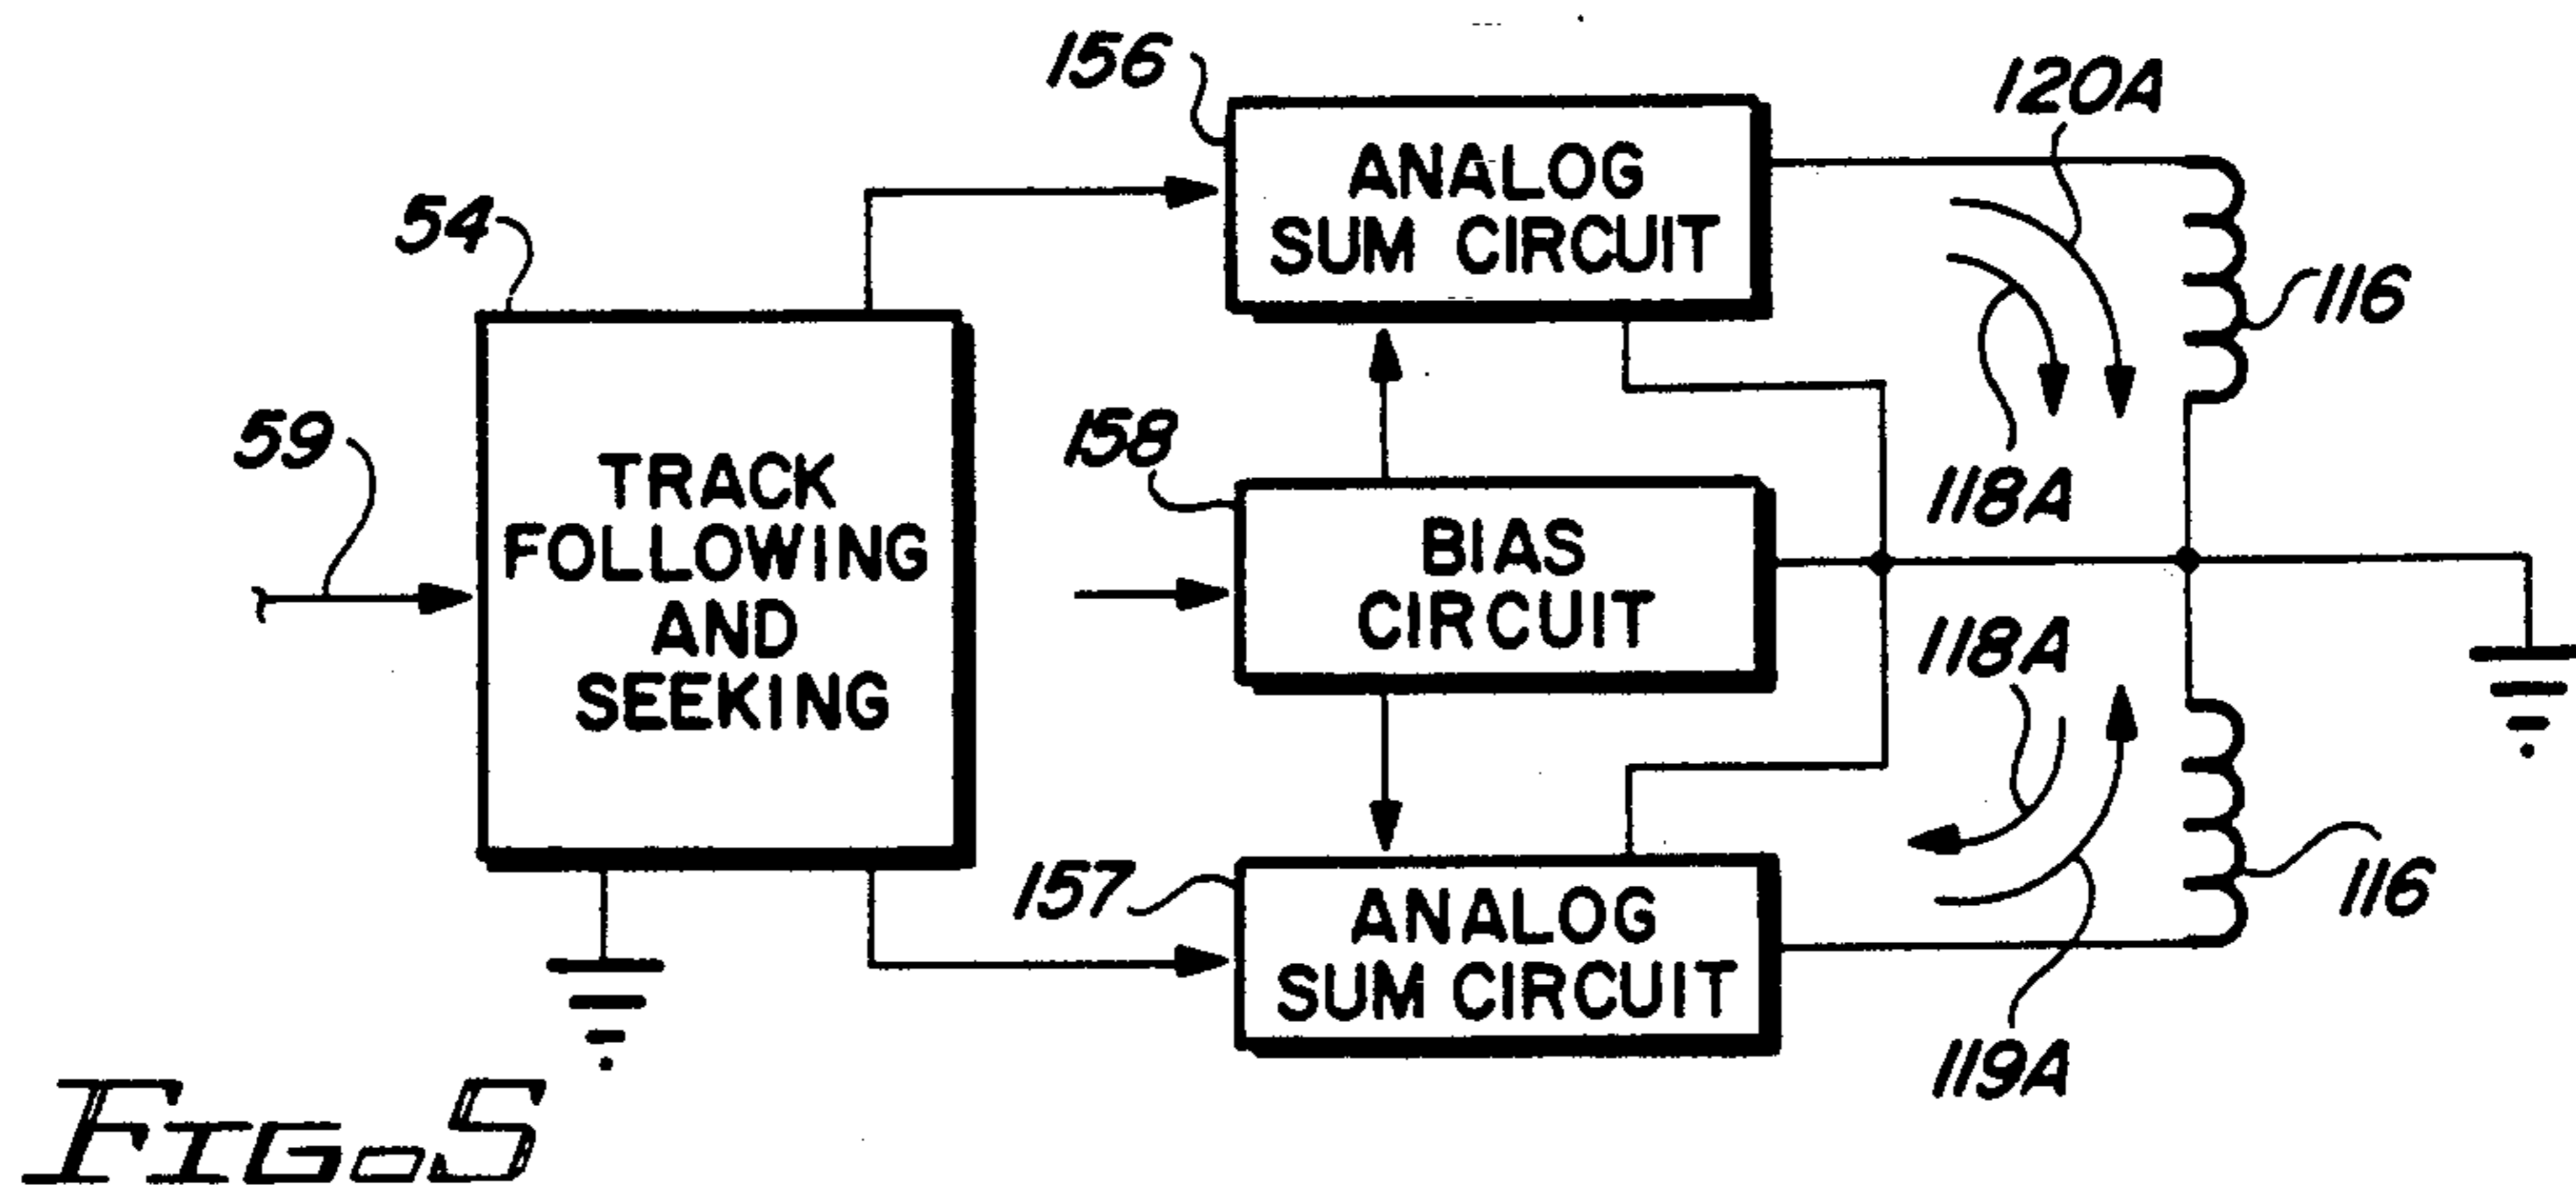 156
ANALOG
SUM CIRCUIT
120A
116
118A
54
TRACK
FOLLOWING
AND
SEEKING
59
158
BIAS
CIRCUIT
118A
157
ANALOG
SUM CIRCUIT
116
119A
FIG-5